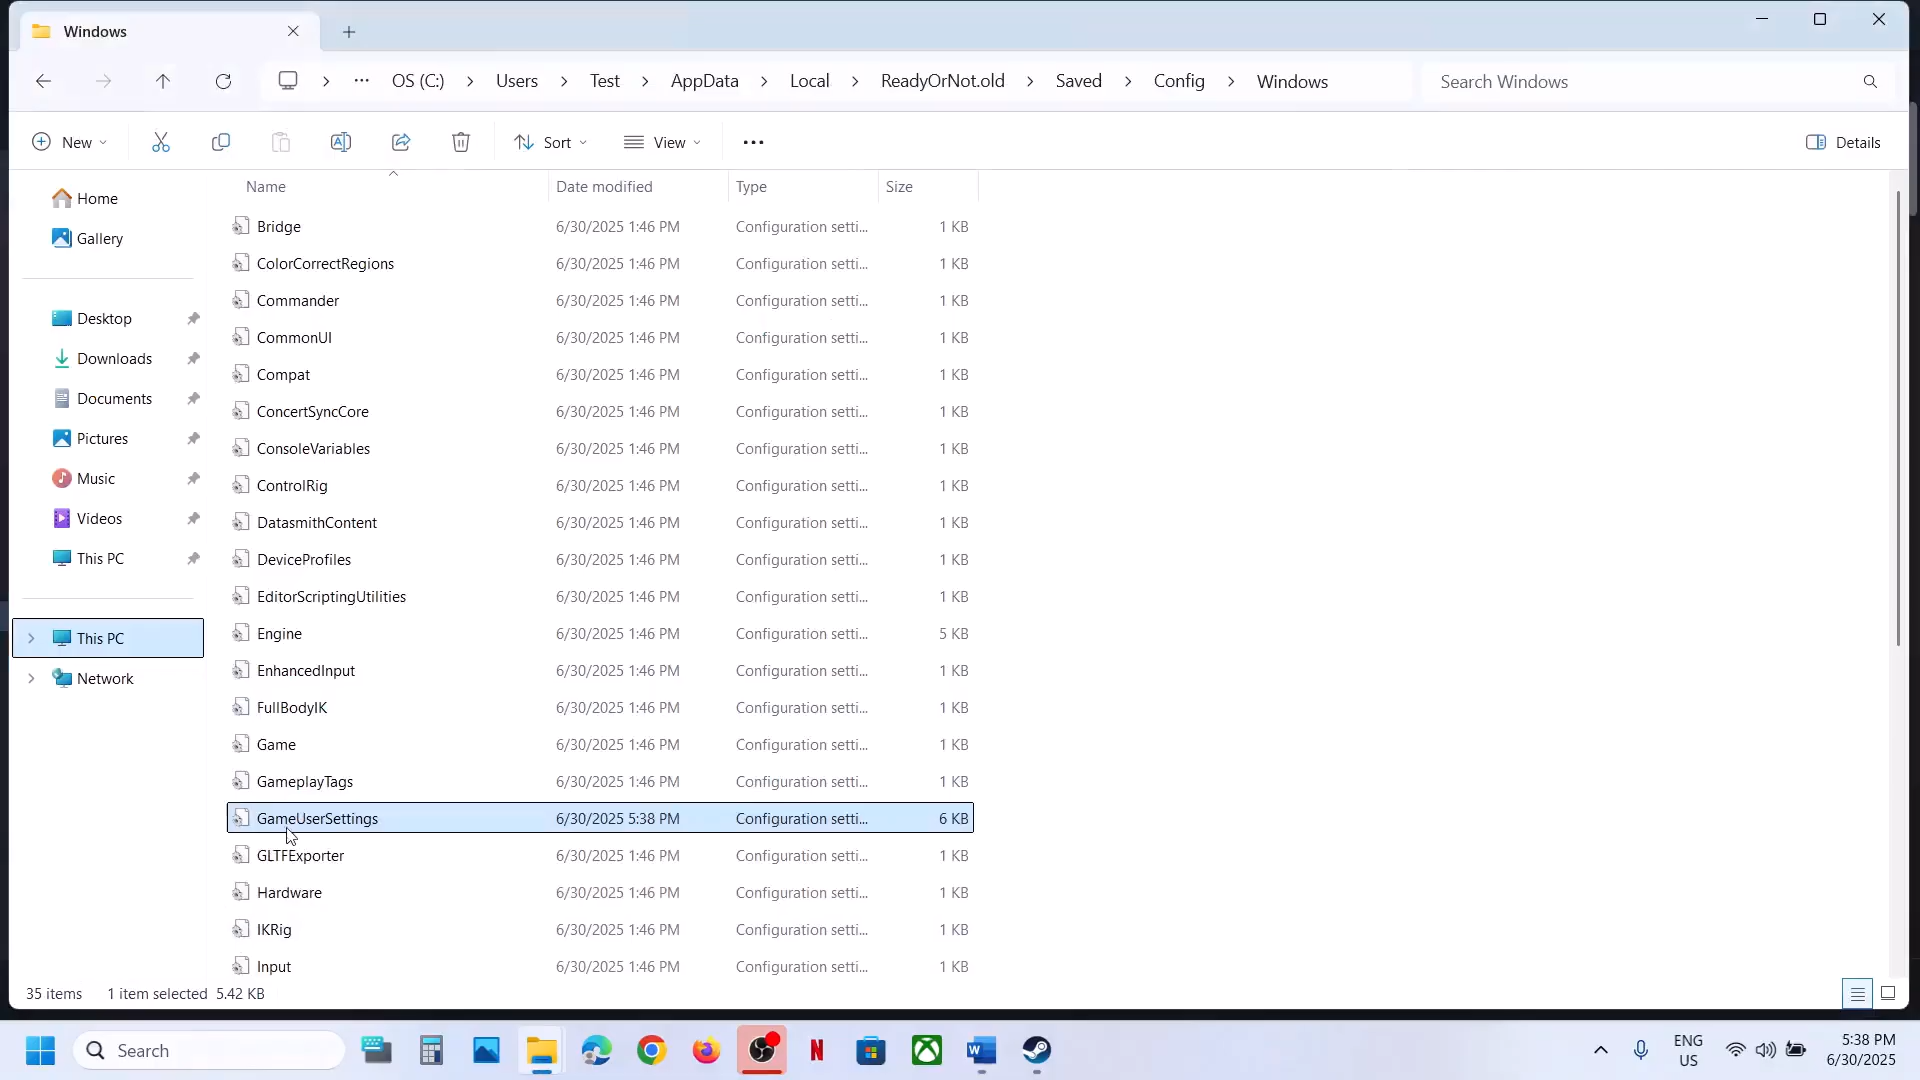 Windows
OS (C:) Users Test AppData Local ReadyOrNot.old Saved Config Windows
Search Windows
New Sort View Details
Name Date modified Type Size
Home
Gallery
Desktop
Downloads
Documents
Pictures
Music
Videos
This PC
This PC
Network
Bridge 6/30/2025 1:46 PM Configuration setti... 1 KB
ColorCorrectRegions 6/30/2025 1:46 PM Configuration setti... 1 KB
Commander 6/30/2025 1:46 PM Configuration setti... 1 KB
CommonUI 6/30/2025 1:46 PM Configuration setti... 1 KB
Compat 6/30/2025 1:46 PM Configuration setti... 1 KB
ConcertSyncCore 6/30/2025 1:46 PM Configuration setti... 1 KB
ConsoleVariables 6/30/2025 1:46 PM Configuration setti... 1 KB
ControlRig 6/30/2025 1:46 PM Configuration setti... 1 KB
DatasmithContent 6/30/2025 1:46 PM Configuration setti... 1 KB
DeviceProfiles 6/30/2025 1:46 PM Configuration setti... 1 KB
EditorScriptingUtilities 6/30/2025 1:46 PM Configuration setti... 1 KB
Engine 6/30/2025 1:46 PM Configuration setti... 5 KB
EnhancedInput 6/30/2025 1:46 PM Configuration setti... 1 KB
FullBodyIK 6/30/2025 1:46 PM Configuration setti... 1 KB
Game 6/30/2025 1:46 PM Configuration setti... 1 KB
GameplayTags 6/30/2025 1:46 PM Configuration setti... 1 KB
GameUserSettings 6/30/2025 5:38 PM Configuration setti... 6 KB
GLTFExporter 6/30/2025 1:46 PM Configuration setti... 1 KB
Hardware 6/30/2025 1:46 PM Configuration setti... 1 KB
IKRig 6/30/2025 1:46 PM Configuration setti... 1 KB
Input 6/30/2025 1:46 PM Configuration setti... 1 KB
35 items 1 item selected 5.42 KB
Search
ENG
US
5:38 PM
6/30/2025